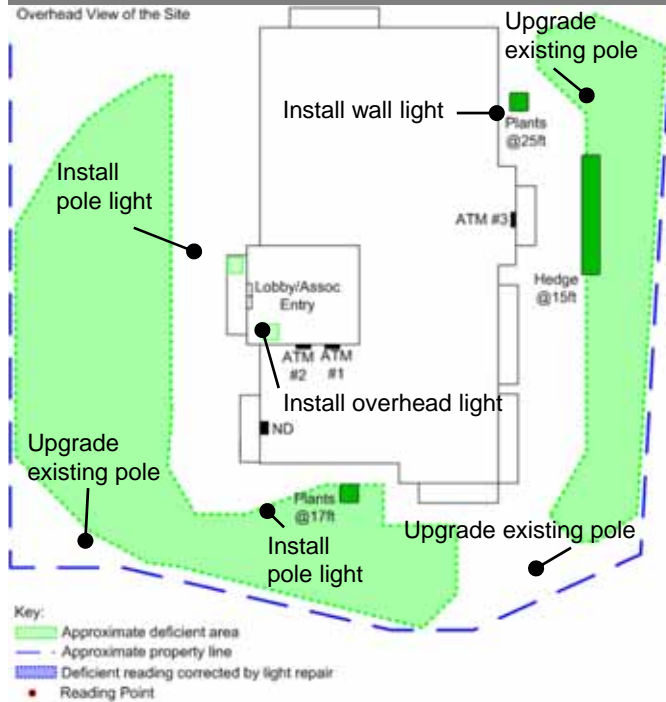 Overhead View of the Site
Upgrade
existing pole
Install wall light
Plants
@25ft
Install
pole light
ATM #3
Lobby/Assoc
Entry
Hedge
@15ft
ATM
#2
ATM
#1
Install overhead light
ND
Upgrade
existing pole
Plants
@17ft
Install
pole light
Upgrade existing pole
Key:
Approximate deficient area
Approximate property line
Deficient reading corrected by light repair
Reading Point